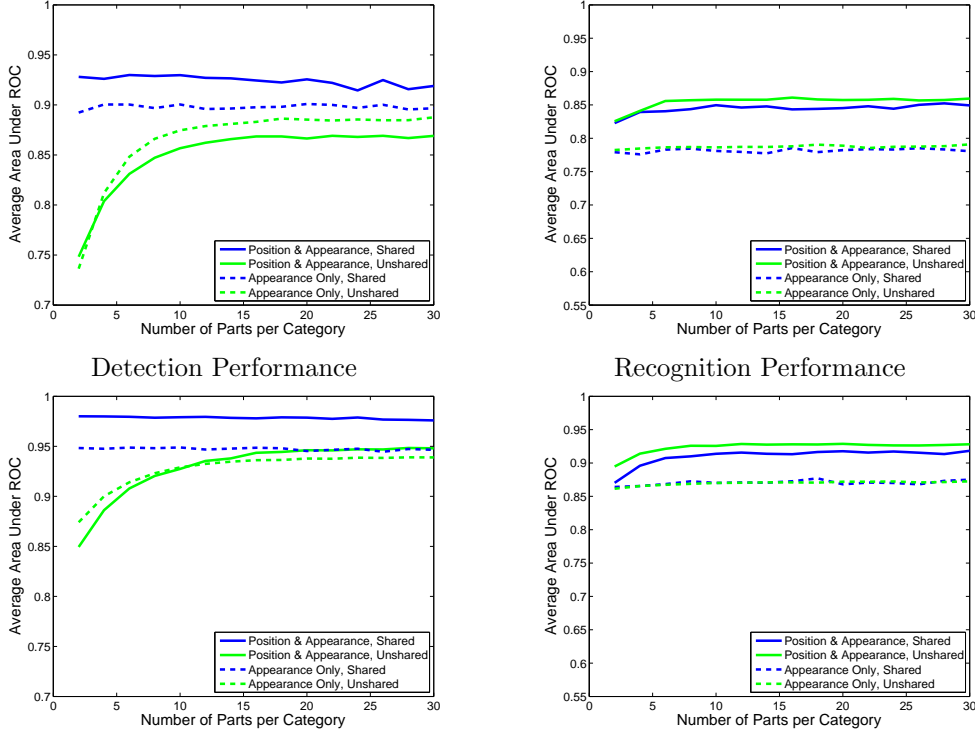 1
0.95
0.9
0.85
0.8
0.75
0.7
Average Area Under ROC
Position & Appearance, Shared
Position & Appearance, Unshared
Appearance Only, Shared
Appearance Only, Unshared
0 5 10 15 20 25 30
Number of Parts per Category
1
0.95
0.9
0.85
0.8
0.75
0.7
0.65
0.6
0.55
Average Area Under ROC
Position & Appearance, Shared
Position & Appearance, Unshared
Appearance Only, Shared
Appearance Only, Unshared
0 5 10 15 20 25 30
Number of Parts per Category
Detection Performance
Recognition Performance
1
0.95
0.9
0.85
0.8
0.75
0.7
Average Area Under ROC
Position & Appearance, Shared
Position & Appearance, Unshared
Appearance Only, Shared
Appearance Only, Unshared
0 5 10 15 20 25 30
Number of Parts per Category
1
0.95
0.9
0.85
0.8
0.75
0.7
0.65
0.6
0.55
Average Area Under ROC
Position & Appearance, Shared
Position & Appearance, Unshared
Appearance Only, Shared
Appearance Only, Unshared
0 5 10 15 20 25 30
Number of Parts per Category